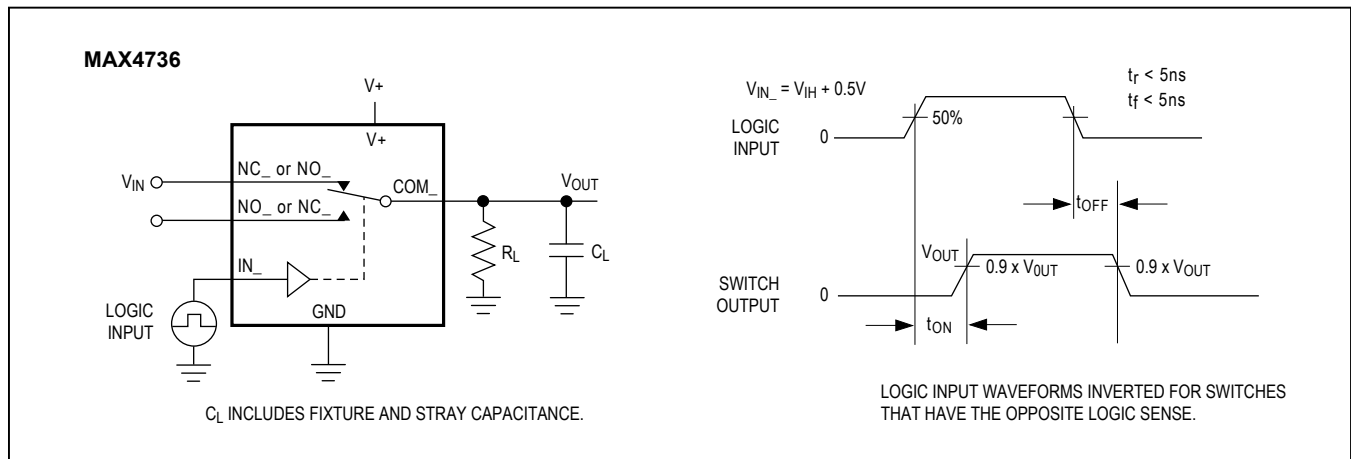 MAX4736
V+
V+
VIN
NC_ or NO_
COM_
VOUT
NO_ or NC_
RL
CL
IN_
LOGIC
INPUT
GND
CL INCLUDES FIXTURE AND STRAY CAPACITANCE.
VIN_ = VIH + 0.5V
tr < 5ns
tf < 5ns
LOGIC
INPUT
0
50%
tOFF
VOUT
0.9 x V0UT
0.9 x VOUT
SWITCH
OUTPUT
0
tON
LOGIC INPUT WAVEFORMS INVERTED FOR SWITCHES
THAT HAVE THE OPPOSITE LOGIC SENSE.